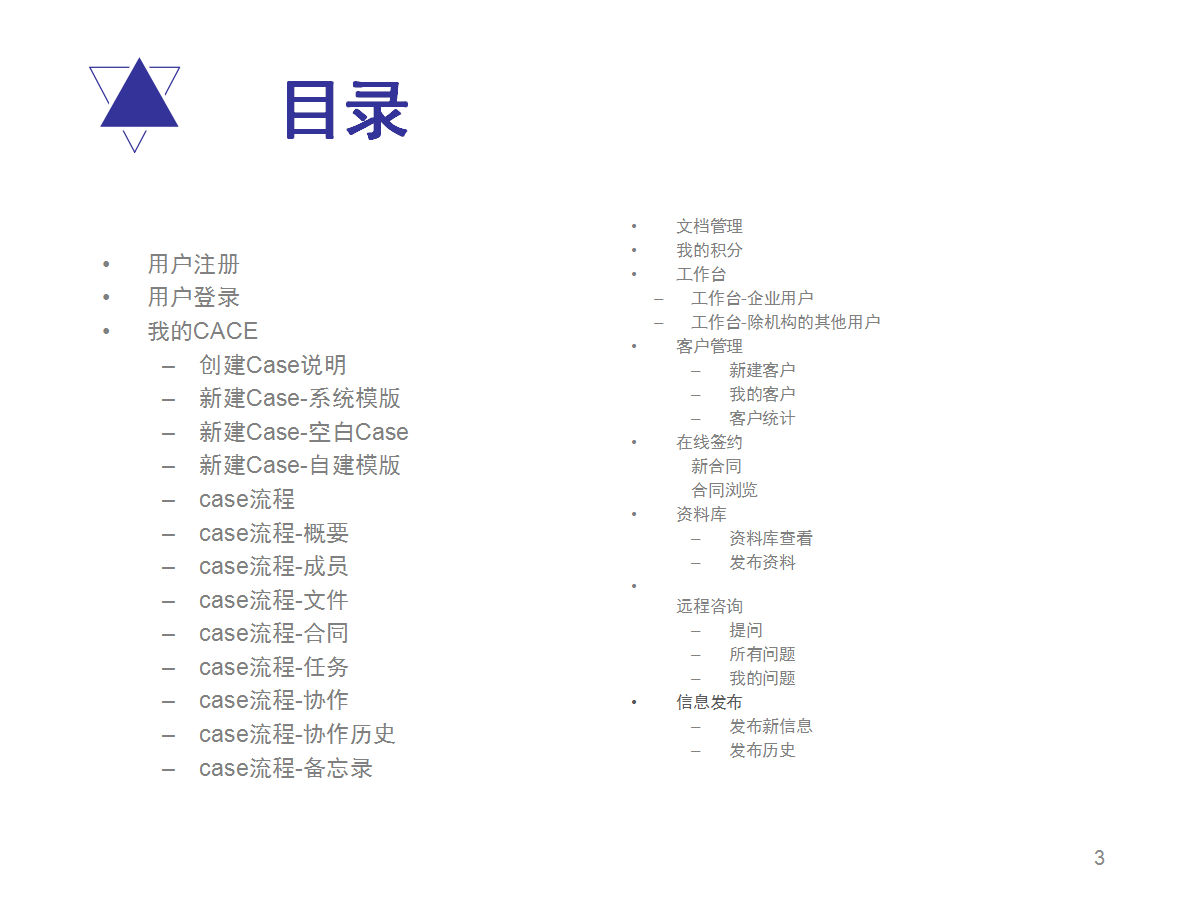 目录
• 用户注册
• 用户登录
• 我的CACE
– 创建Case说明
– 新建Case-系统模版
– 新建Case-空白Case
– 新建Case-自建模版
– case流程
– case流程-概要
– case流程-成员
– case流程-文件
– case流程-合同
– case流程-任务
– case流程-协作
– case流程-协作历史
– case流程-备忘录
• 文档管理
• 我的积分
• 工作台
– 工作台-企业用户
– 工作台-除机构的其他用户
• 客户管理
– 新建客户
– 我的客户
– 客户统计
• 在线签约
新合同
合同浏览
• 资料库
– 资料库查看
– 发布资料
•
远程咨询
– 提问
– 所有问题
– 我的问题
• 信息发布
– 发布新信息
– 发布历史
3